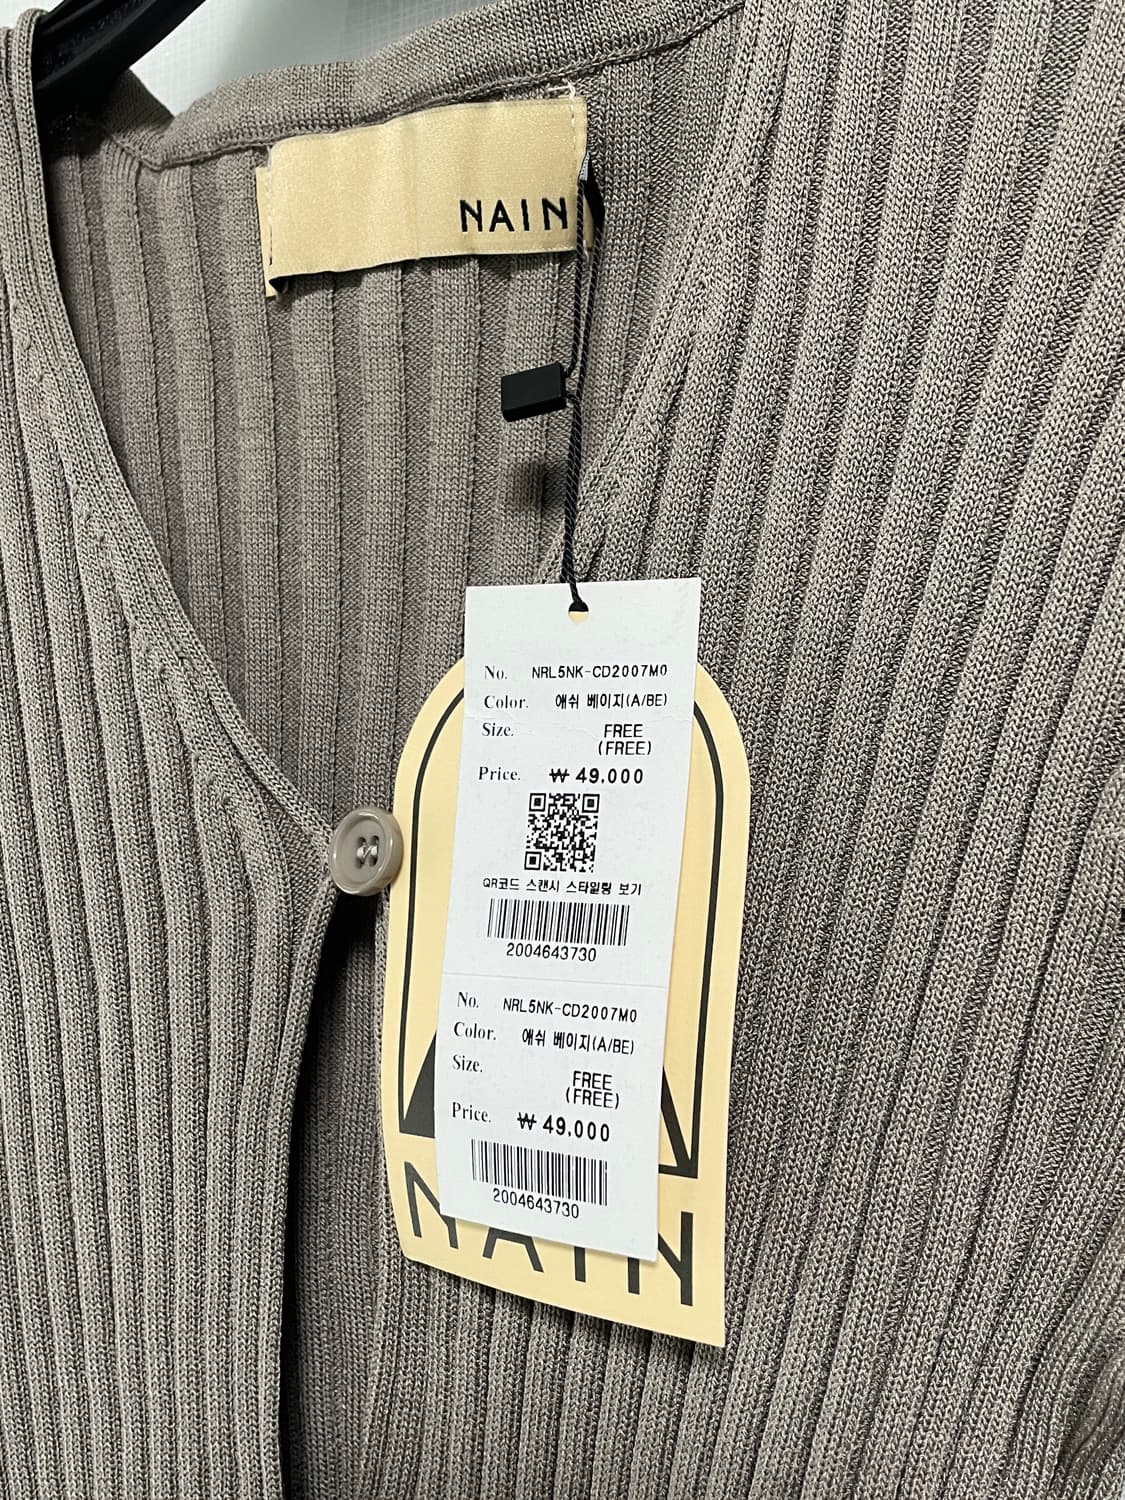 NAIN
No. NRL5NK-CD2007M0
Color. 애쉬 베이지(A/BE)
Size. FREE
(FREE)
Price. ₩ 49,000
QR코드 스캔시 스타일링 보기
2004643730
No. NRL5NK-CD2007M0
Color. 애쉬 베이지(A/BE)
Size. FREE
(FREE)
Price. ₩ 49,000
2004643730
NAIN